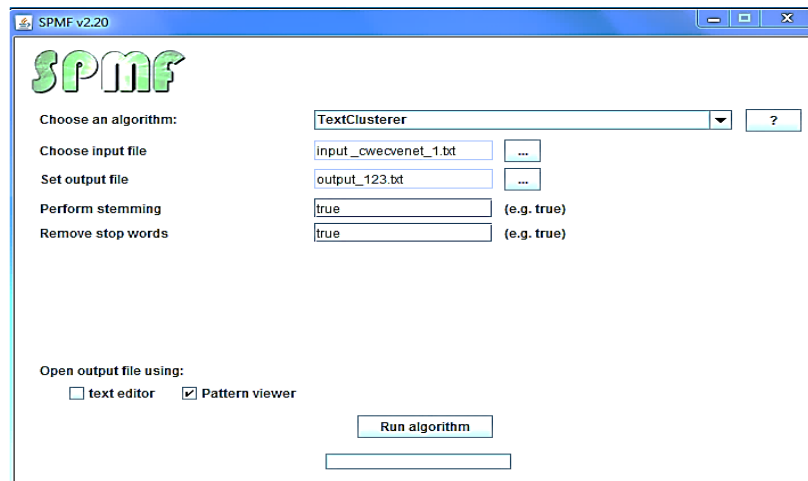 SPMF v2.20
SPMF
Choose an algorithm: TextClusterer ?
Choose input file input _cwecvenet_1.txt ...
Set output file output_123.txt ...
Perform stemming true (e.g. true)
Remove stop words true (e.g. true)
Open output file using:
text editor Pattern viewer
Run algorithm